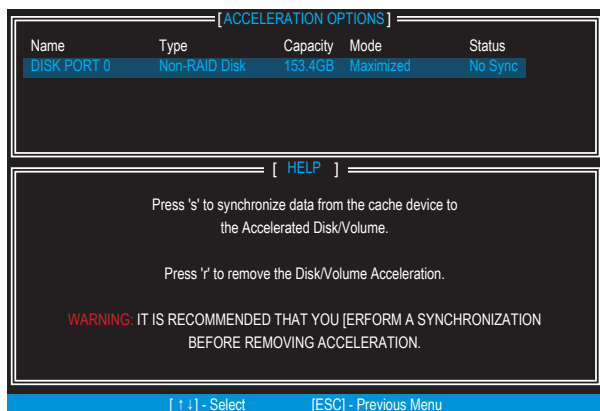 [ACCELERATION OPTIONS]
Name Type Capacity Mode Status
DISK PORT 0 Non-RAID Disk 153.4GB Maximized No Sync
[ HELP ]
Press 's' to synchronize data from the cache device to
the Accelerated Disk/Volume.
Press 'r' to remove the Disk/Volume Acceleration.
WARNING: IT IS RECOMMENDED THAT YOU [ERFORM A SYNCHRONIZATION
BEFORE REMOVING ACCELERATION.
[ ↑↓] - Select [ESC] - Previous Menu